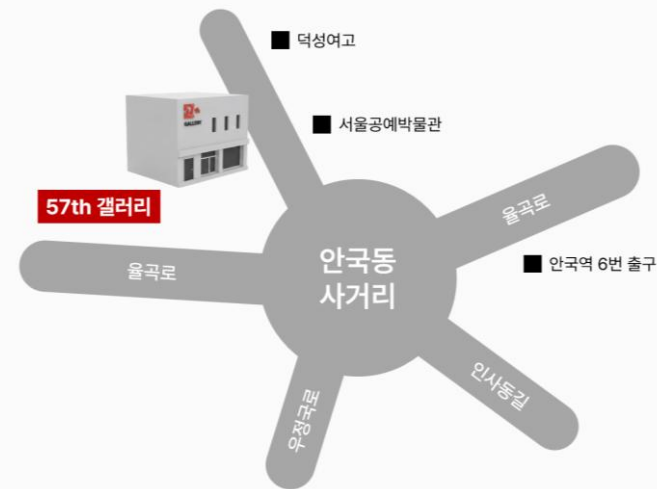 덕성여고
57th
GALLERY
서울공예박물관
57th 갤러리
율곡로
안국동
사거리
율곡로
안국역 6번 출구
인사동길
우정국로